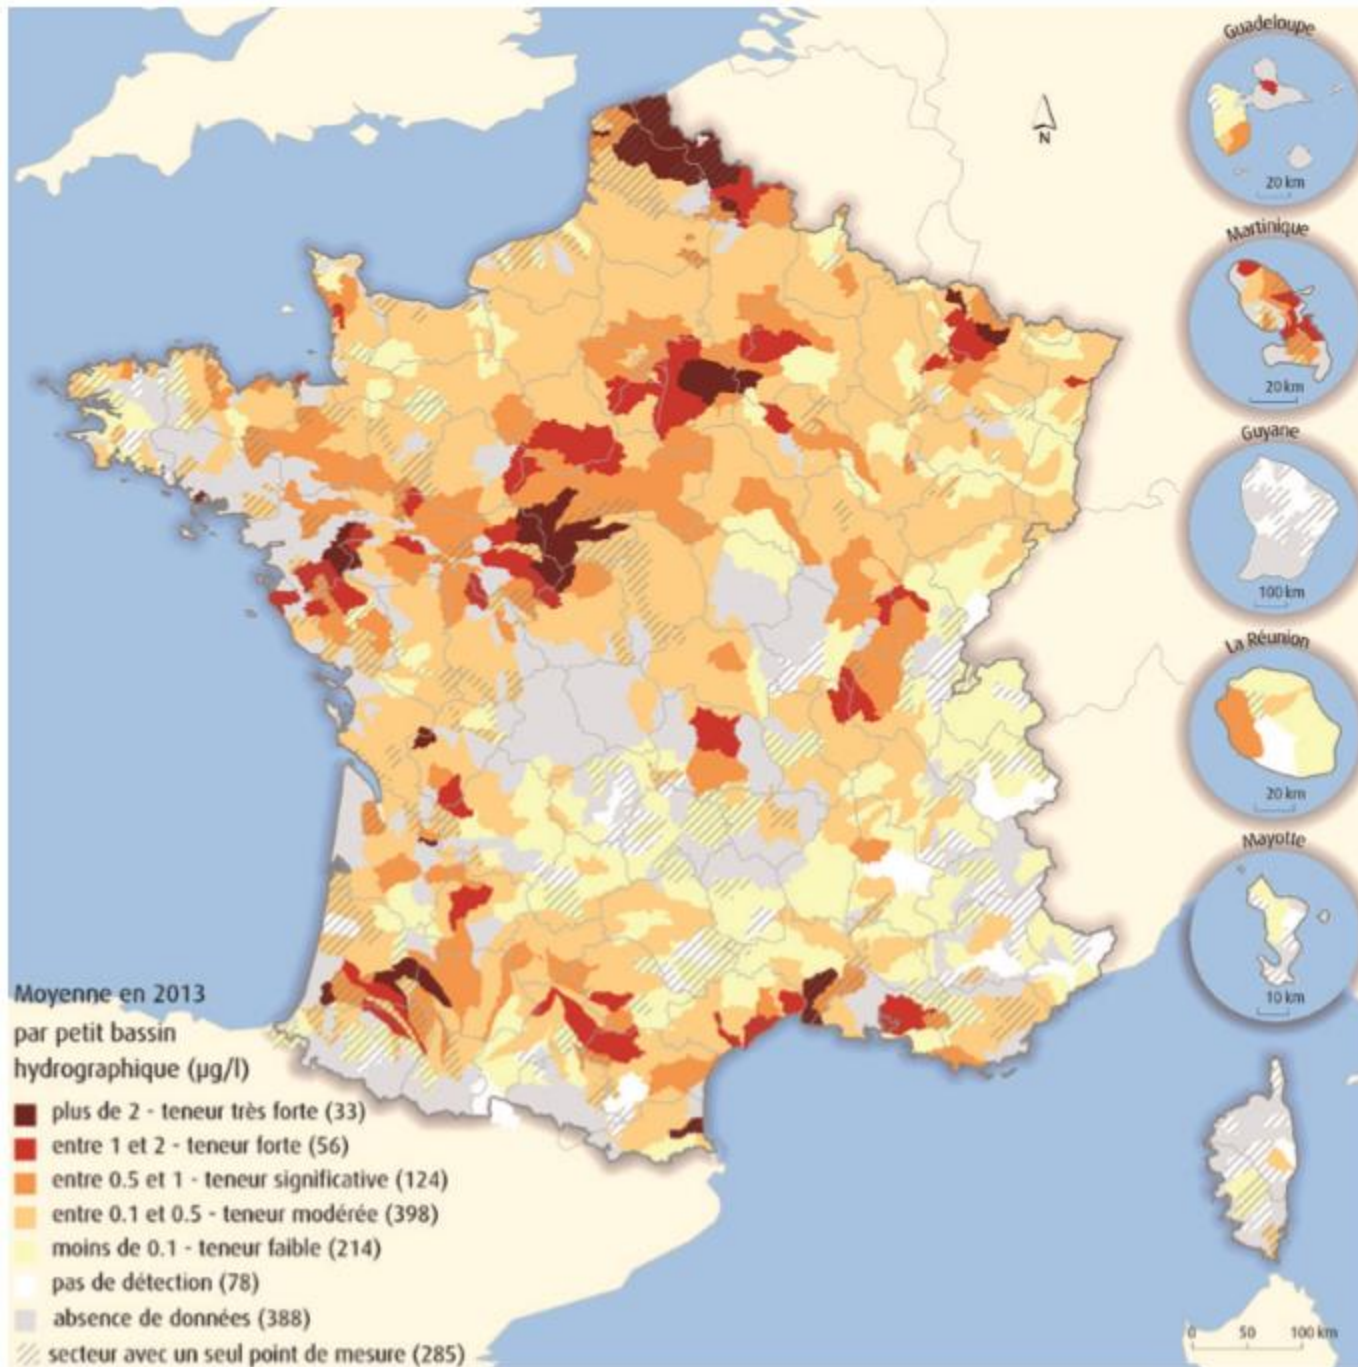 Guadeloupe
N
20 km
Martinique
20 km
Guyane
100 km
La Réunion
20 km
Mayotte
10 km
Moyenne en 2013
par petit bassin
hydrographique (µg/l)
plus de 2 - teneur très forte (33)
entre 1 et 2 - teneur forte (56)
entre 0.5 et 1 - teneur significative (124)
entre 0.1 et 0.5 - teneur modérée (398)
moins de 0.1 - teneur faible (214)
pas de détection (78)
absence de données (388)
secteur avec un seul point de mesure (285)
0 50 100 km